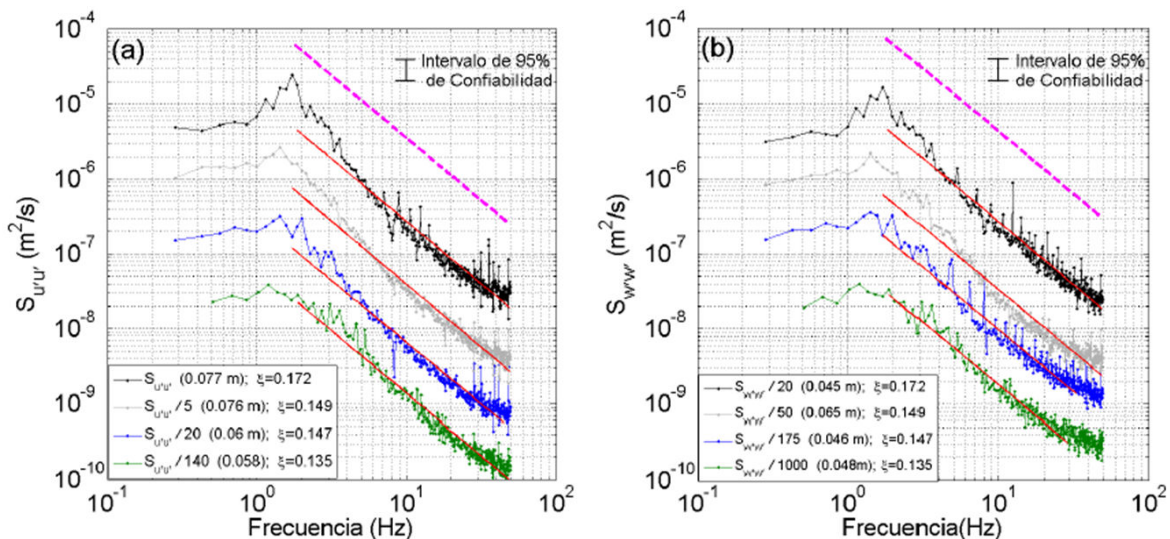 (a)
Intervalo de 95%
de Confiabilidad
10^-4
10^-5
10^-6
10^-7
10^-8
10^-9
10^-10
S_u'u' (m²/s)
S_u'u' (0.077 m); ξ=0.172
S_u'u' /5 (0.076 m); ξ=0.149
S_u'u' /20 (0.06 m); ξ=0.147
S_u'u' /140 (0.058); ξ=0.135
10^-1
10^0
10^1
10^2
Frecuencia (Hz)
(b)
Intervalo de 95%
de Confiabilidad
10^-4
10^-5
10^-6
10^-7
10^-8
10^-9
10^-10
S_w'w' (m²/s)
S_w'w' /20 (0.045 m); ξ=0.172
S_w'w' /50 (0.065 m); ξ=0.149
S_w'w' /175 (0.046 m); ξ=0.147
S_w'w' /1000 (0.048m); ξ=0.135
10^-1
10^0
10^1
10^2
Frecuencia(Hz)